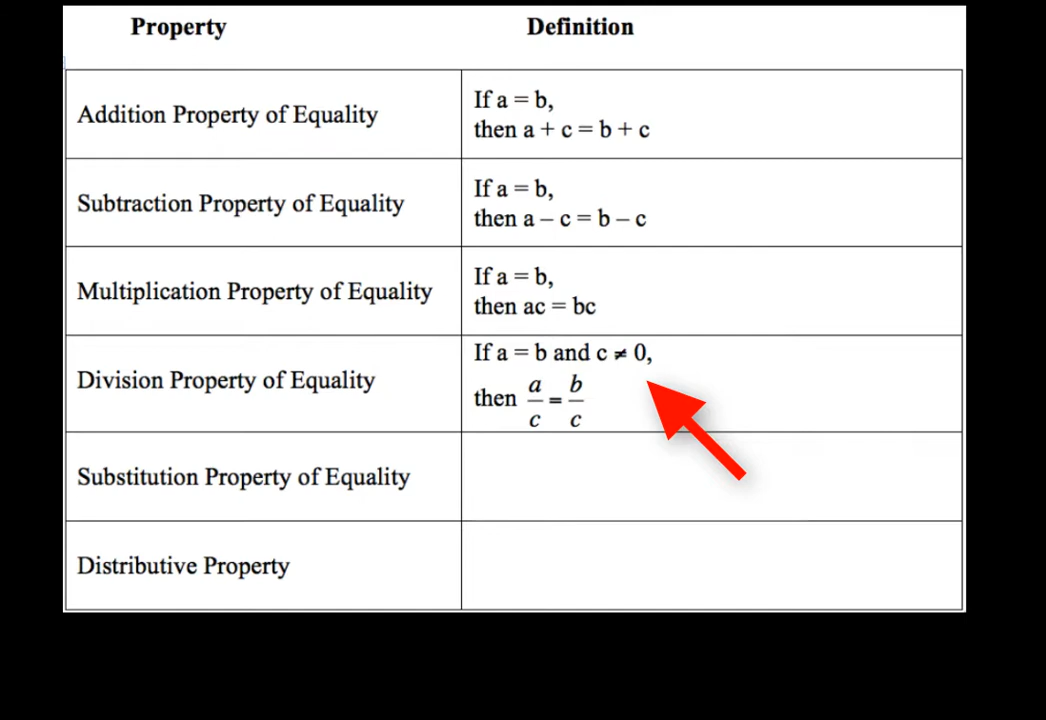 Property
Definition
Addition Property of Equality
If a = b,
then a + c = b + c
Subtraction Property of Equality
If a = b,
then a – c = b – c
Multiplication Property of Equality
If a = b,
then ac = bc
Division Property of Equality
If a = b and c ≠ 0,
then a/c = b/c
Substitution Property of Equality
Distributive Property